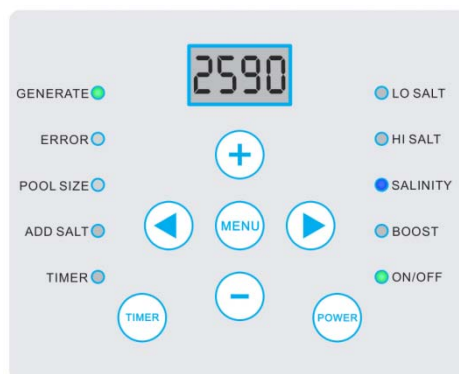 2590
GENERATE
ERROR
POOL SIZE
ADD SALT
TIMER
LO SALT
HI SALT
SALINITY
BOOST
ON/OFF
+
MENU
−
TIMER
POWER